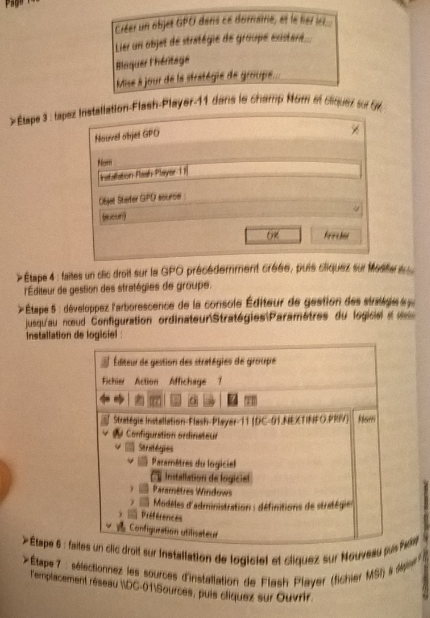 Page
Créer un objet GPO dans ce domaine, et le lier ici...
Lier un objet de stratégie de groupe existant...
Bloquer l'héritage
Mise à jour de la stratégie de groupe...
➢ Étape 3 : tapez Installation-Flash-Player-11 dans le champ Nom et cliquez sur OK.
Nouvel objet GPO
Nom :
Installation-Flash-Player-11
Objet Starter GPO source :
(aucun)
OK Annuler
➢ Étape 4 : faites un clic droit sur la GPO précédemment créée, puis cliquez sur Modifier
l'Éditeur de gestion des stratégies de groupe.
➢ Étape 5 : développez l'arborescence de la console Éditeur de gestion des stratégies
jusqu'au nœud Configuration ordinateur\Stratégies\Paramètres du logiciel et
Installation de logiciel :
Éditeur de gestion des stratégies de groupe
Fichier Action Affichage ?
Stratégie Installation-Flash-Player-11 [DC-01.NEXTINFO.PRIV] Nom
Configuration ordinateur
Stratégies
Paramètres du logiciel
Installation de logiciel
Paramètres Windows
Modèles d'administration : définitions de stratégies
Préférences
Configuration utilisateur
➢ Étape 6 : faites un clic droit sur Installation de logiciel et cliquez sur Nouveau puis
➢ Étape 7 : sélectionnez les sources d'installation de Flash Player (fichier MSI) à
l'emplacement réseau \\DC-01\Sources, puis cliquez sur Ouvrir.